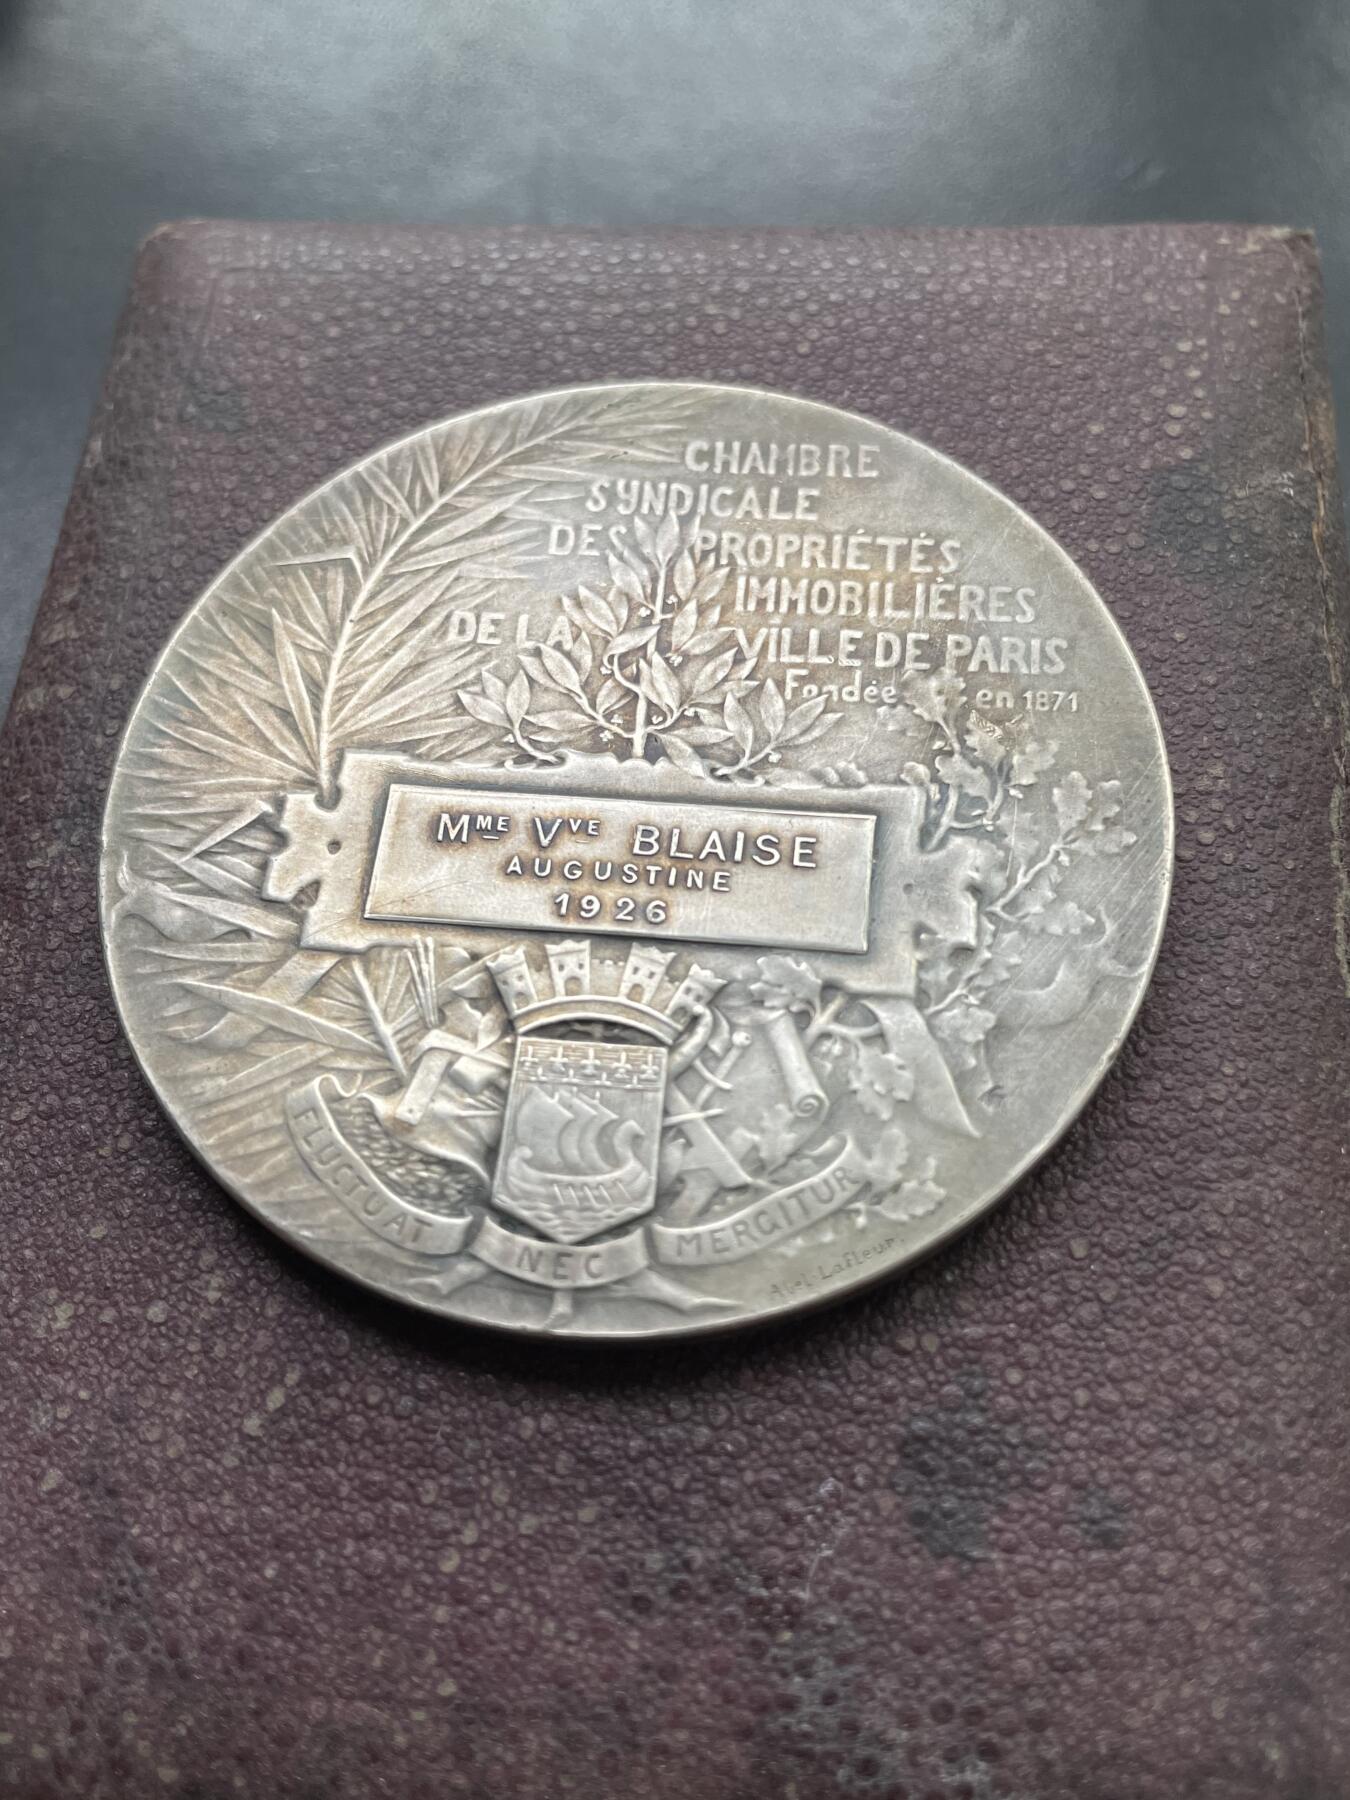 CHAMBRE
SYNDICALE
DES PROPRIÉTÉS
IMMOBILIÈRES
DE LA VILLE DE PARIS
Fondée en 1871
MME VVE BLAISE
AUGUSTINE
1926
FLUCTUAT NEC MERGITUR
Abel Lafleur.